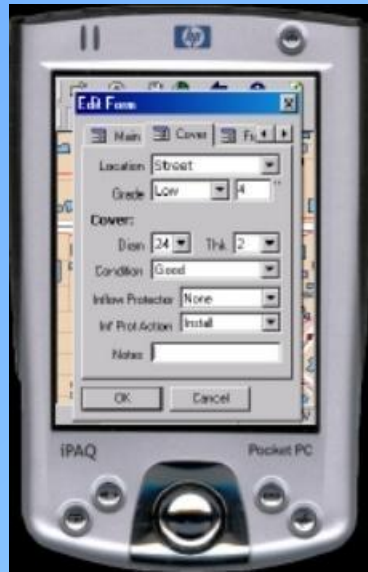 hp
Edit Form
Main Cover
Location Street
Grade Low 4 "
Cover:
Diam 24 Thk 2
Condition Good
Inflow Protector None
Inf Prot Action Install
Notes
OK Cancel
iPAQ Pocket PC